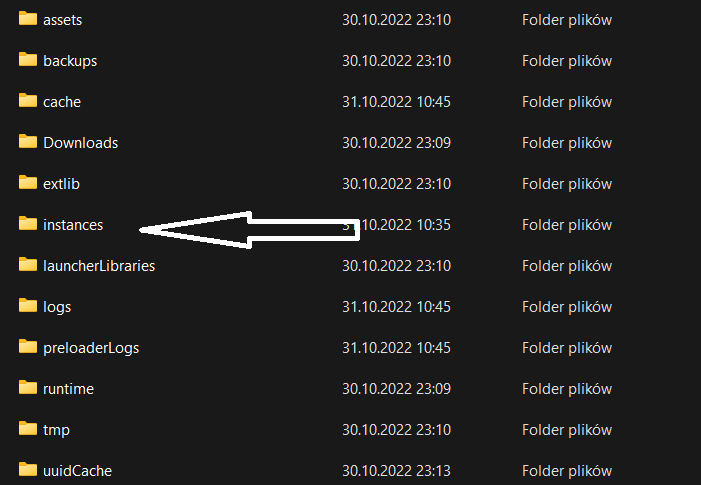 assets 30.10.2022 23:10 Folder plików
backups 30.10.2022 23:10 Folder plików
cache 31.10.2022 10:45 Folder plików
Downloads 30.10.2022 23:09 Folder plików
extlib 30.10.2022 23:10 Folder plików
instances 31.10.2022 10:35 Folder plików
launcherLibraries 30.10.2022 23:10 Folder plików
logs 31.10.2022 10:45 Folder plików
preloaderLogs 31.10.2022 10:45 Folder plików
runtime 30.10.2022 23:09 Folder plików
tmp 30.10.2022 23:10 Folder plików
uuidCache 30.10.2022 23:13 Folder plików